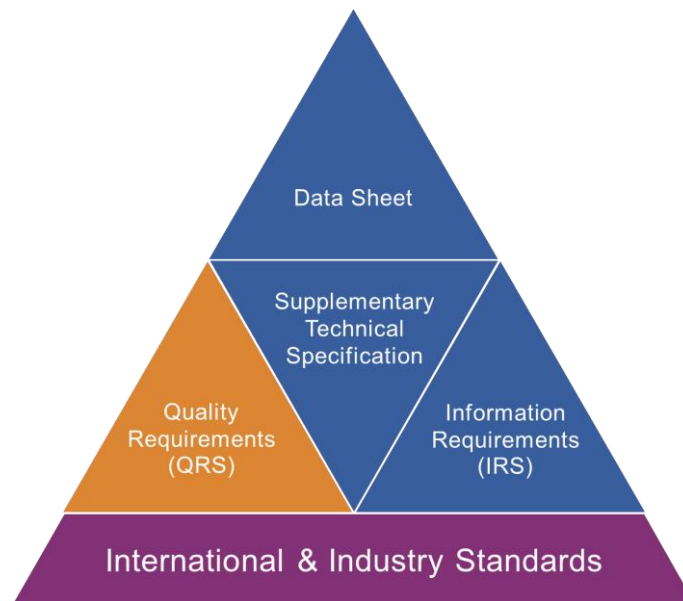 Data Sheet
Supplementary
Technical
Specification
Quality
Requirements
(QRS)
Information
Requirements
(IRS)
International & Industry Standards